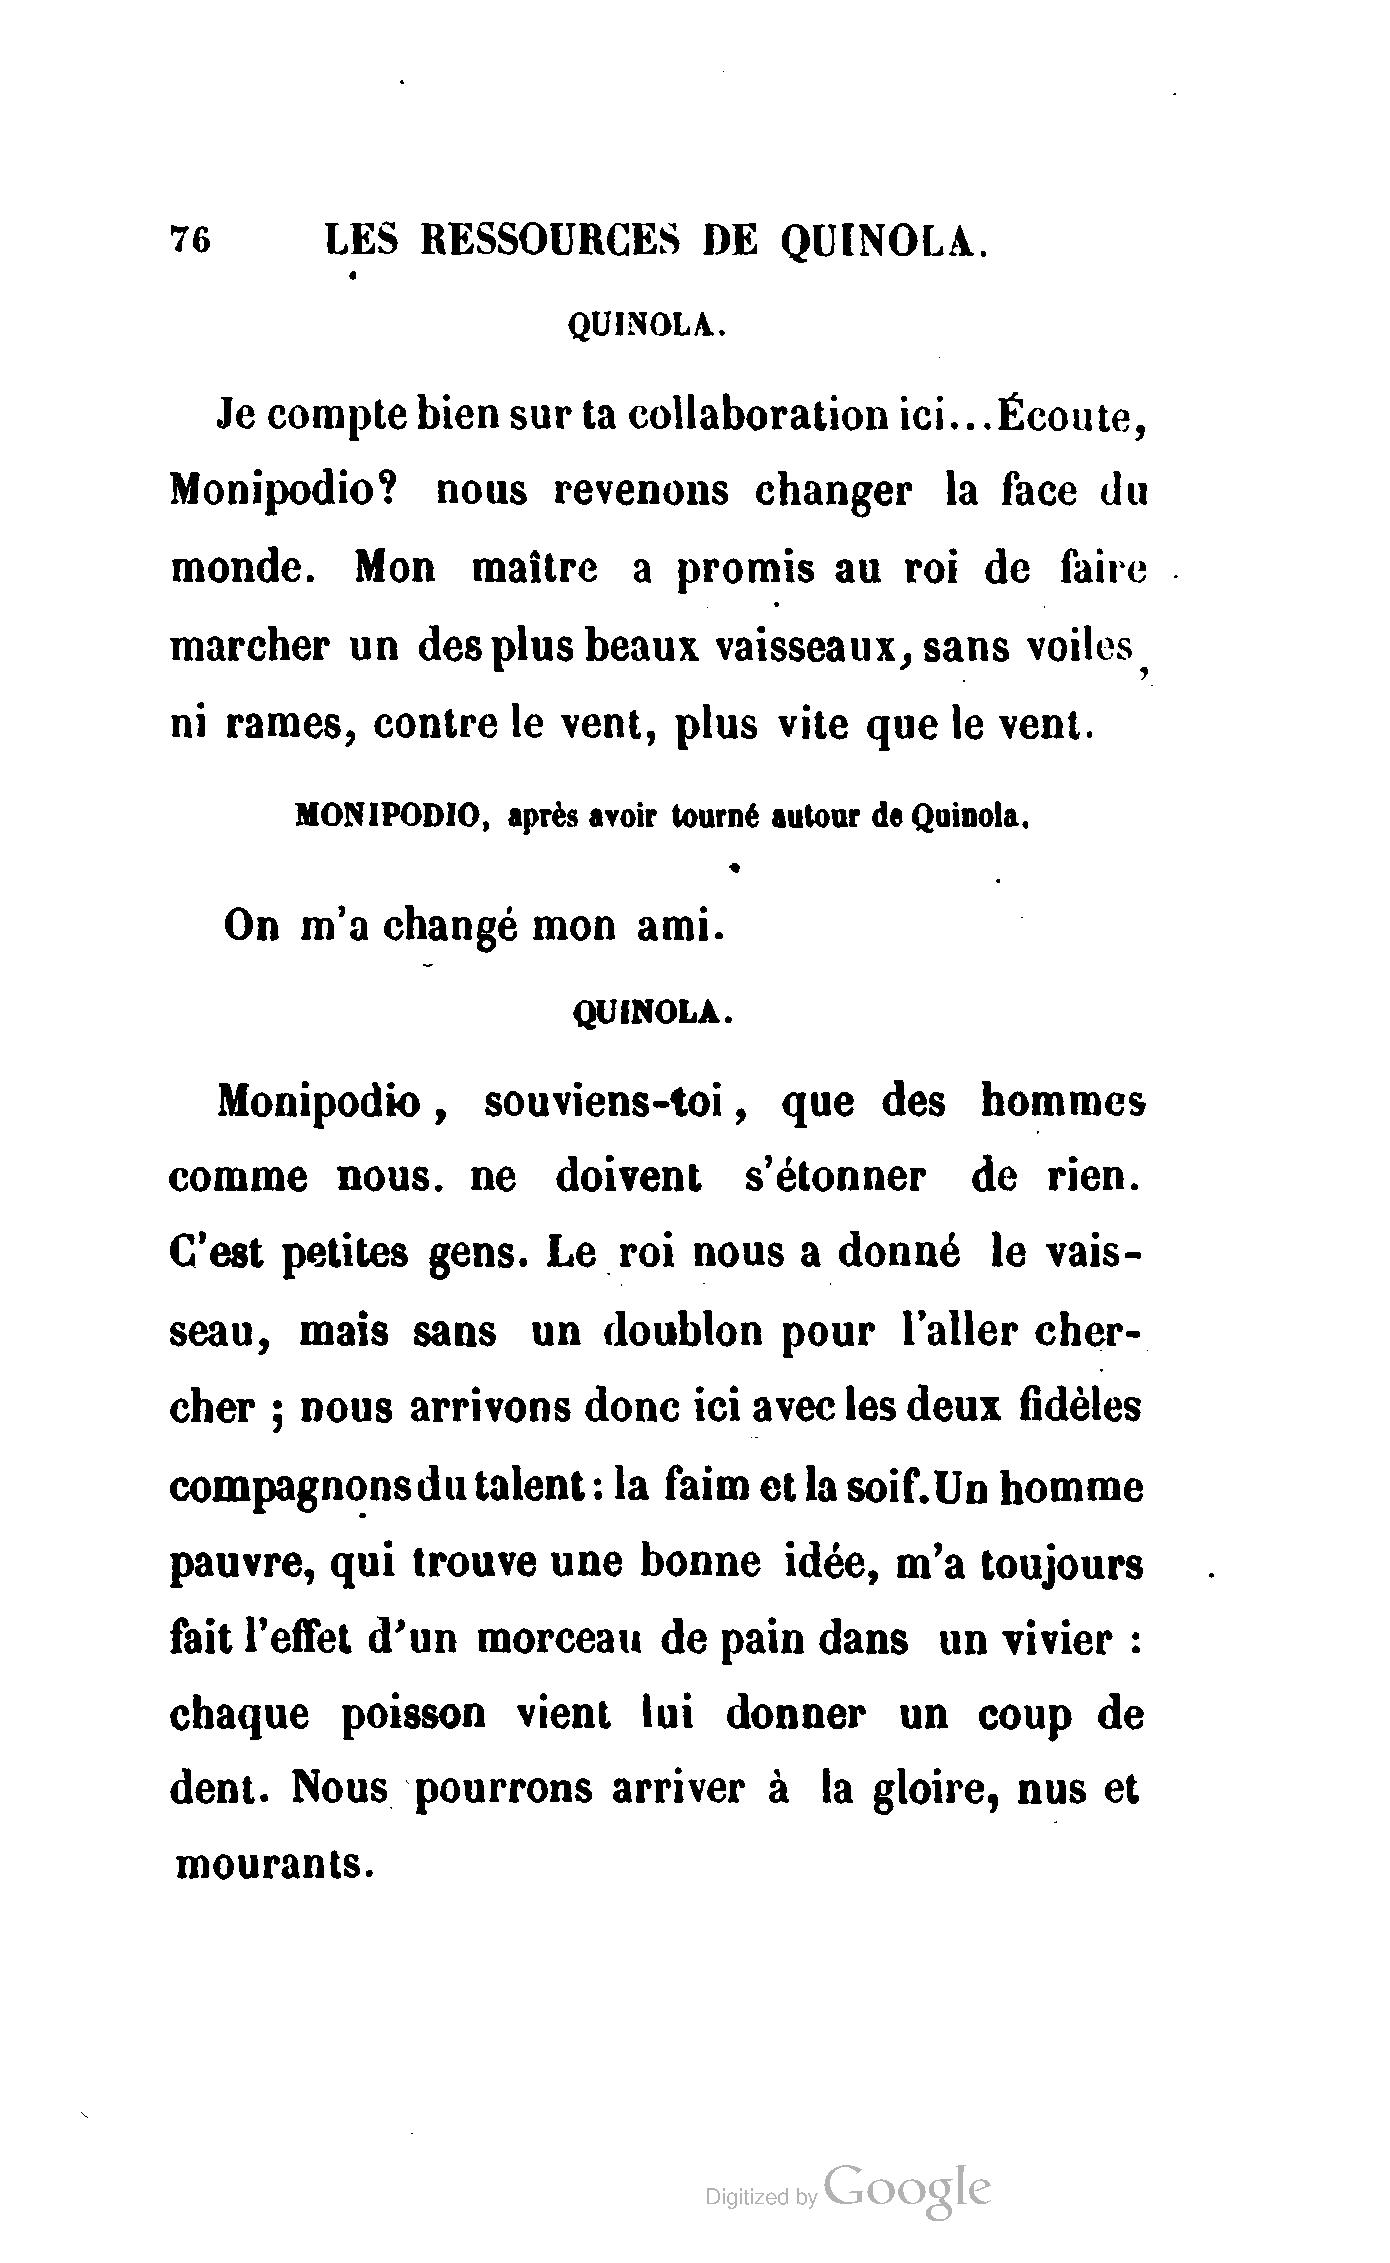 76 LES RESSOURCES DE QUINOLA.
QUINOLA.
Je compte bien sur ta collaboration ici...Écoute,
Monipodio? nous revenons changer la face du
monde. Mon maître a promis au roi de faire
marcher un des plus beaux vaisseaux, sans voiles,
ni rames, contre le vent, plus vite que le vent.
MONIPODIO, après avoir tourné autour de Quinola.
On m'a changé mon ami.
QUINOLA.
Monipodio, souviens-toi, que des hommes
comme nous. ne doivent s'étonner de rien.
C'est petites gens. Le roi nous a donné le vais-
seau, mais sans un doublon pour l'aller cher-
cher ; nous arrivons donc ici avec les deux fidèles
compagnons du talent : la faim et la soif. Un homme
pauvre, qui trouve une bonne idée, m'a toujours
fait l'effet d'un morceau de pain dans un vivier :
chaque poisson vient lui donner un coup de
dent. Nous pourrons arriver à la gloire, nus et
mourants.
Digitized by Google